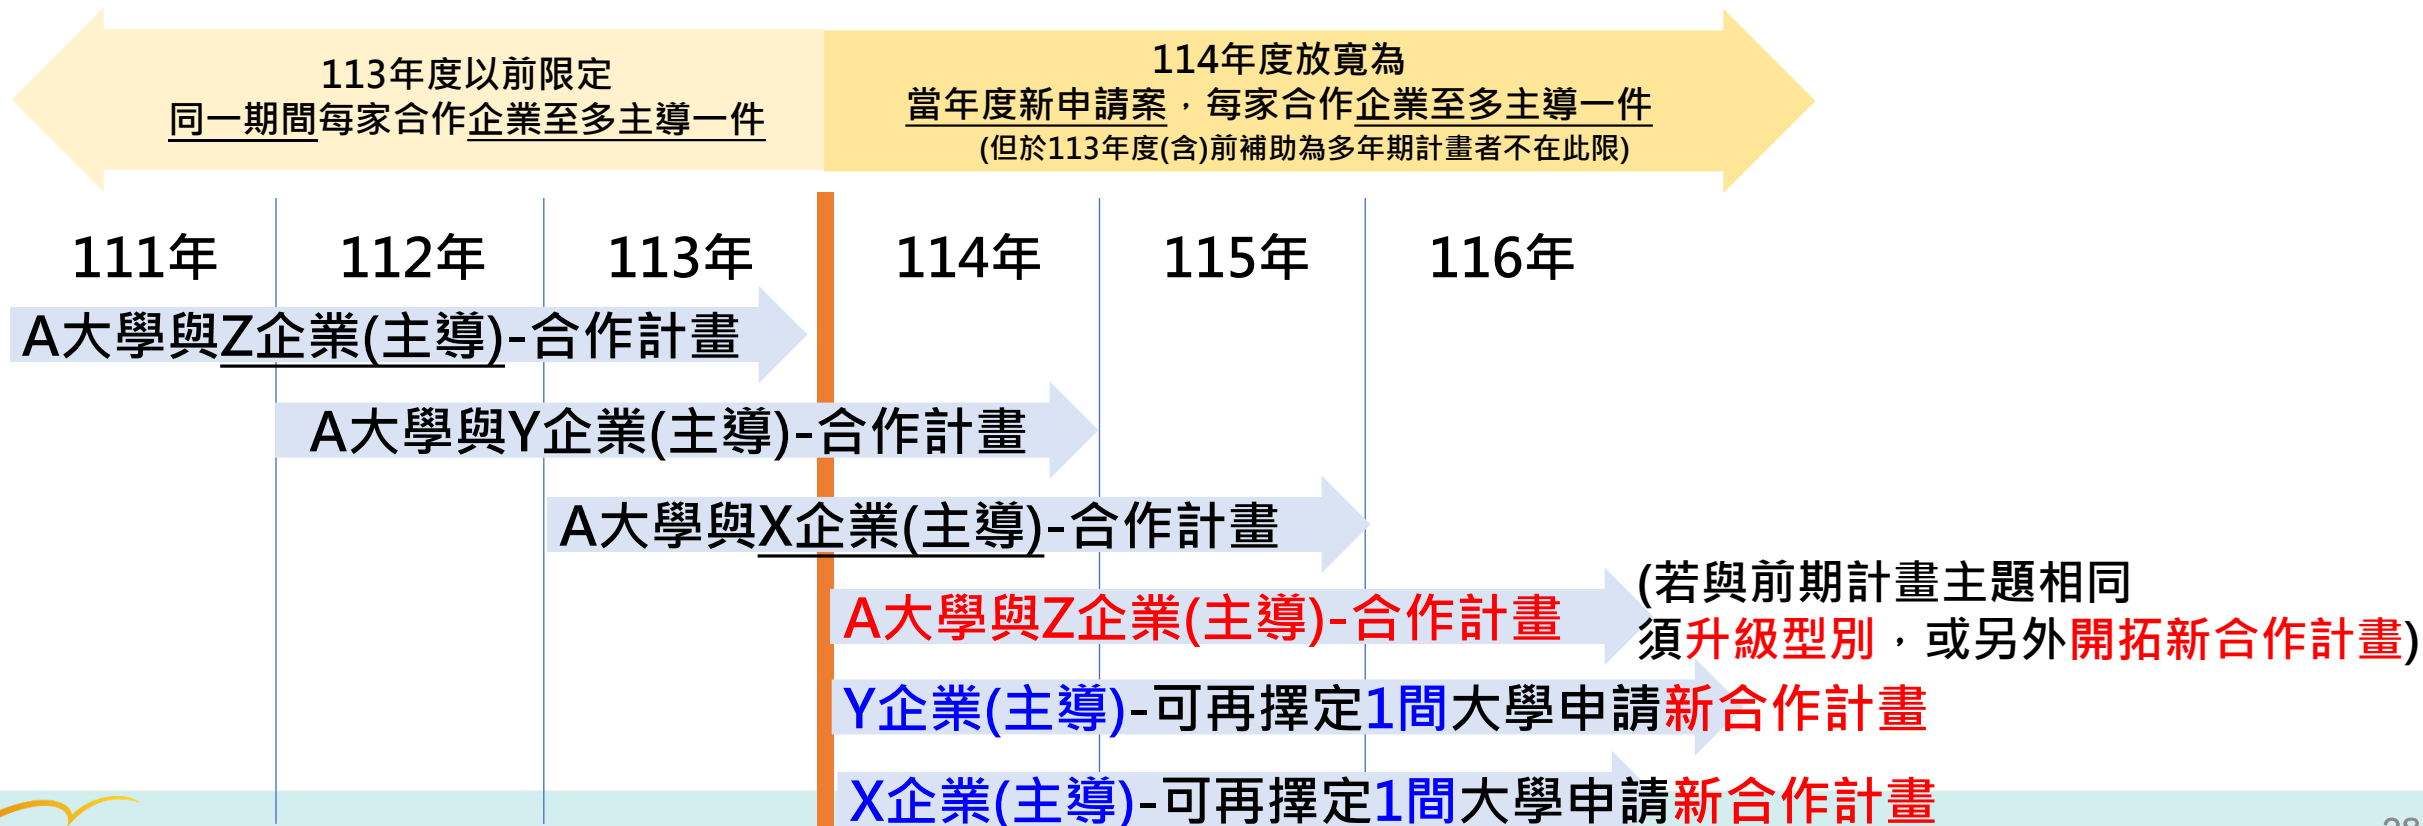 113年度以前限定
同一期間每家合作企業至多主導一件
114年度放寬為
當年度新申請案，每家合作企業至多主導一件
(但於113年度(含)前補助為多年期計畫者不在此限)
111年
112年
113年
114年
115年
116年
A大學與Z企業(主導)-合作計畫
A大學與Y企業(主導)-合作計畫
A大學與X企業(主導)-合作計畫
A大學與Z企業(主導)-合作計畫
(若與前期計畫主題相同
須升級型別，或另外開拓新合作計畫)
Y企業(主導)-可再擇定1間大學申請新合作計畫
X企業(主導)-可再擇定1間大學申請新合作計畫